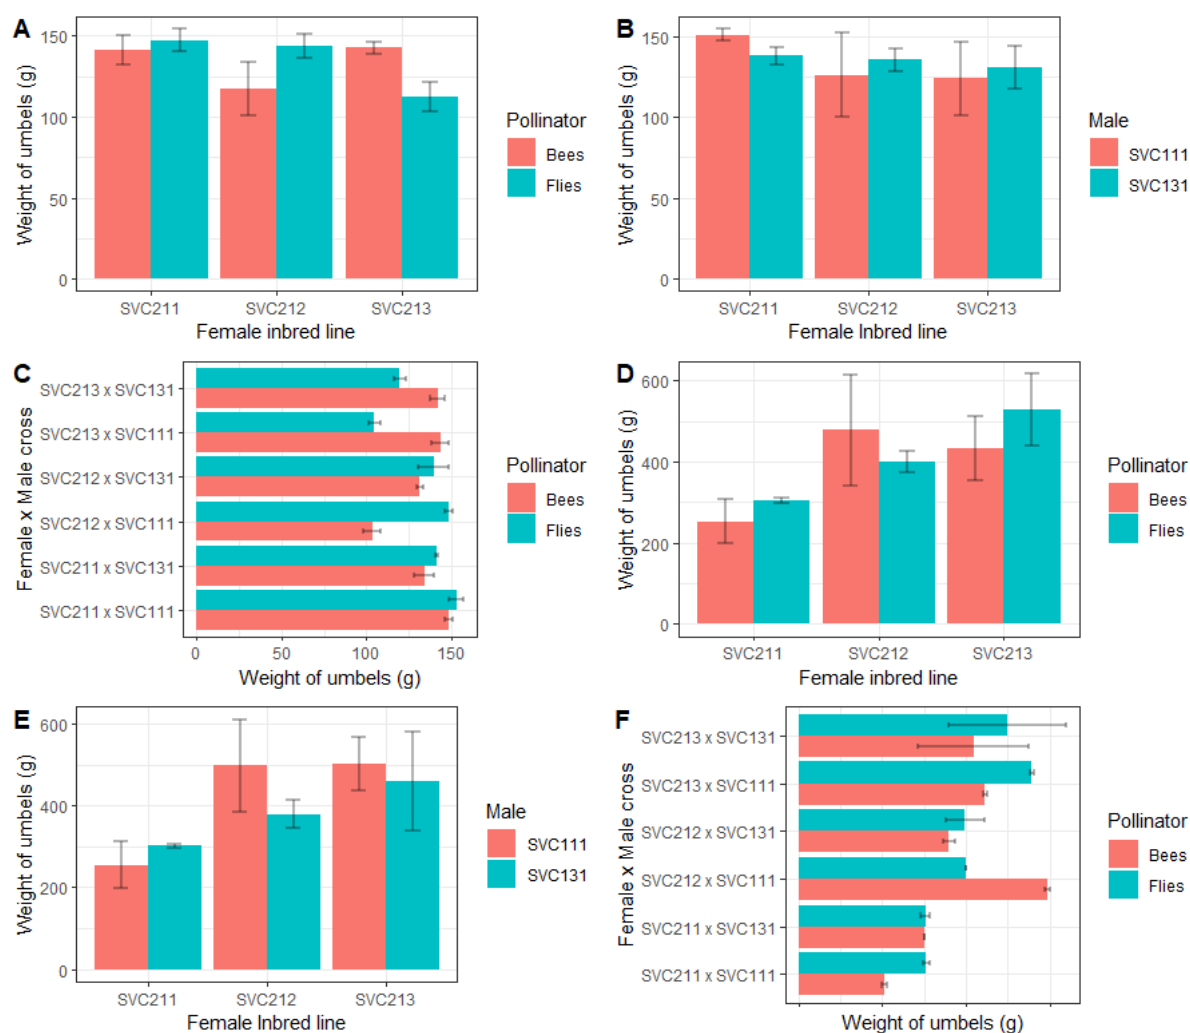 A
Weight of umbels (g)
150
100
50
0
SVC211
SVC212
SVC213
Female inbred line
Pollinator
Bees
Flies
B
Weight of umbels (g)
150
100
50
0
SVC211
SVC212
SVC213
Female Inbred line
Male
SVC111
SVC131
C
Female x Male cross
SVC213 x SVC131
SVC213 x SVC111
SVC212 x SVC131
SVC212 x SVC111
SVC211 x SVC131
SVC211 x SVC111
0
50
100
150
Weight of umbels (g)
Pollinator
Bees
Flies
D
Weight of umbels (g)
600
400
200
0
SVC211
SVC212
SVC213
Female inbred line
Pollinator
Bees
Flies
E
Weight of umbels (g)
600
400
200
0
SVC211
SVC212
SVC213
Female Inbred line
Male
SVC111
SVC131
F
Female x Male cross
SVC213 x SVC131
SVC213 x SVC111
SVC212 x SVC131
SVC212 x SVC111
SVC211 x SVC131
SVC211 x SVC111
Weight of umbels (g)
Pollinator
Bees
Flies